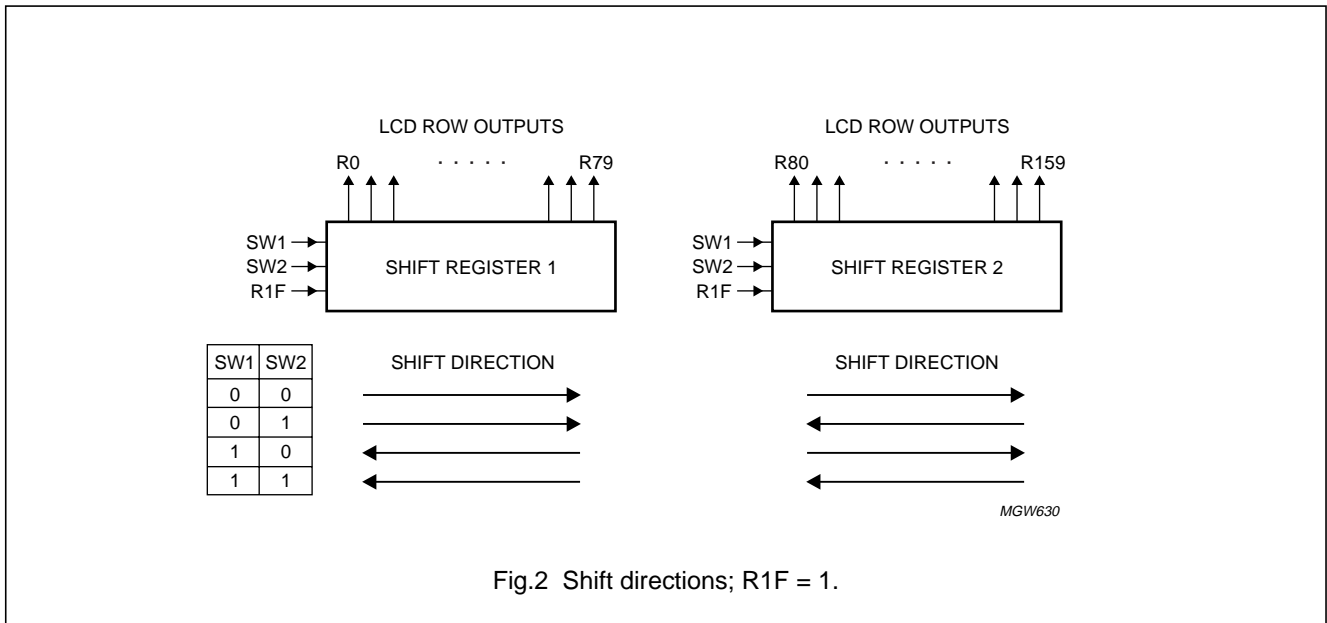 LCD ROW OUTPUTS
LCD ROW OUTPUTS
R0 . . . . . R79
R80 . . . . . R159
SW1
SW2
R1F
SHIFT REGISTER 1
SW1
SW2
R1F
SHIFT REGISTER 2
SW1 SW2
0 0
0 1
1 0
1 1
SHIFT DIRECTION
SHIFT DIRECTION
MGW630
Fig.2 Shift directions; R1F = 1.